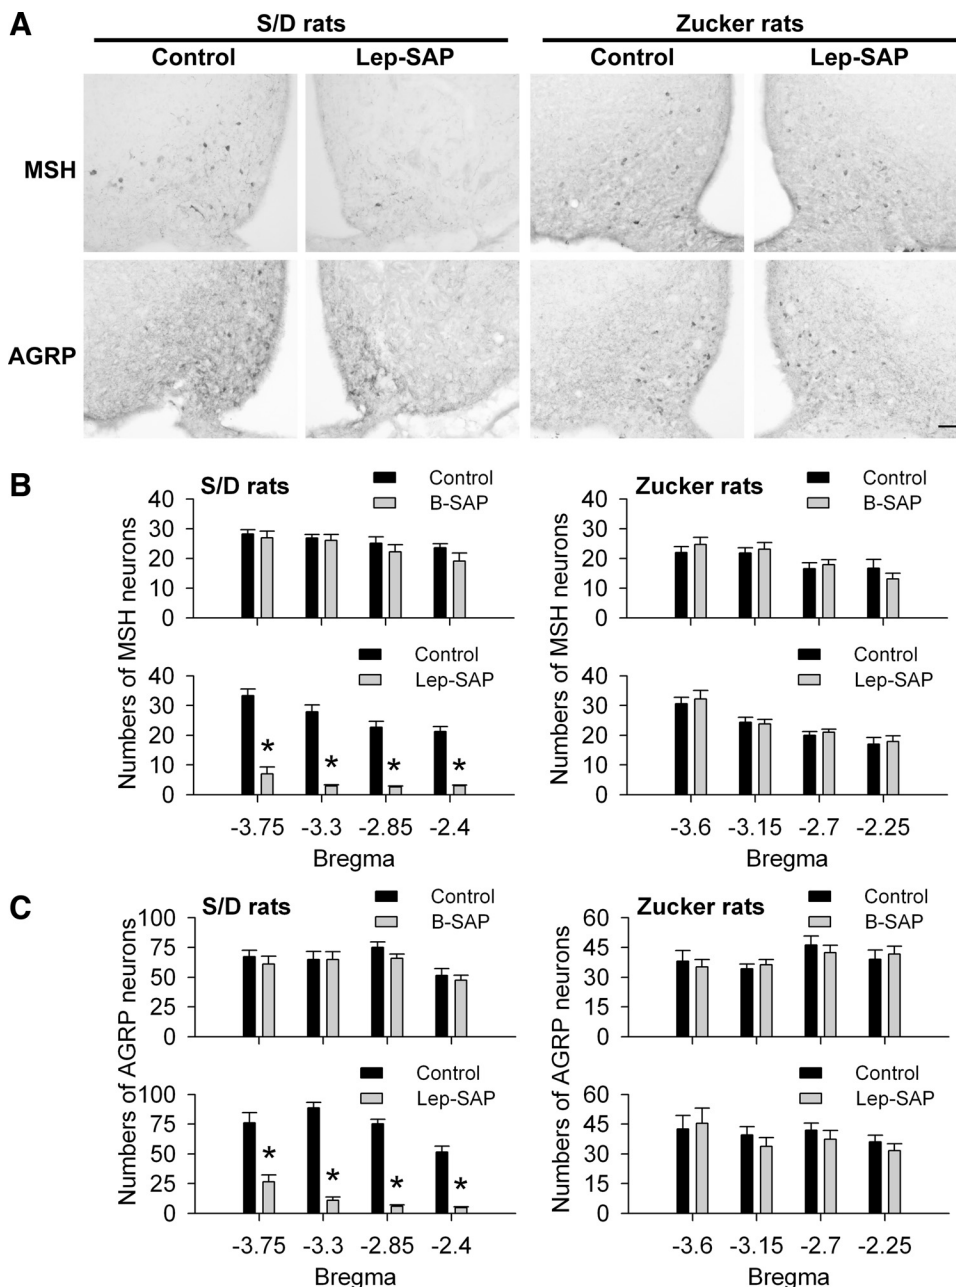 A
S/D rats
Zucker rats
Control
Lep-SAP
Control
Lep-SAP
MSH
AGRP
B
S/D rats
Control
B-SAP
Numbers of MSH neurons
40
30
20
10
0
Control
Lep-SAP
40
30
20
10
0
*
*
*
*
-3.75 -3.3 -2.85 -2.4
Bregma
Zucker rats
Control
B-SAP
Numbers of MSH neurons
40
30
20
10
0
Control
Lep-SAP
40
30
20
10
0
-3.6 -3.15 -2.7 -2.25
Bregma
C
S/D rats
Control
B-SAP
Numbers of AGRP neurons
100
75
50
25
0
Control
Lep-SAP
100
75
50
25
0
*
*
*
*
-3.75 -3.3 -2.85 -2.4
Bregma
Zucker rats
Control
B-SAP
Numbers of AGRP neurons
60
45
30
15
0
Control
Lep-SAP
60
45
30
15
0
-3.6 -3.15 -2.7 -2.25
Bregma